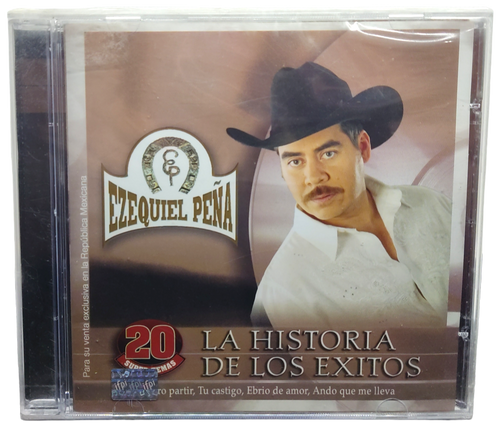 Para su venta exclusiva en la República Mexicana
EP
EZEQUIEL PEÑA
20
LA HISTORIA
DE LOS EXITOS
partir, Tu castigo, Ebrio de amor, Ando que me lleva